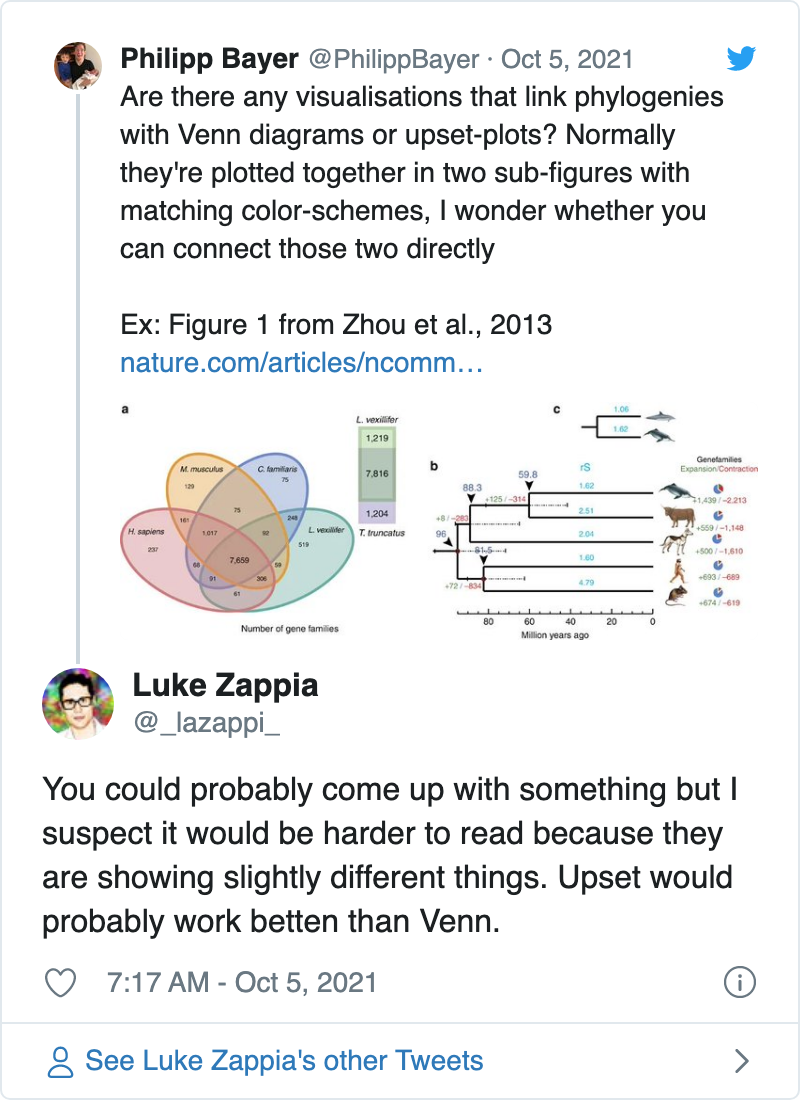 Philipp Bayer @PhilippBayer · Oct 5, 2021
Are there any visualisations that link phylogenies
with Venn diagrams or upset-plots? Normally
they're plotted together in two sub-figures with
matching color-schemes, I wonder whether you
can connect those two directly
Ex: Figure 1 from Zhou et al., 2013
nature.com/articles/ncomm…
a
M. musculus
129
C. familiaris
75
H. sapiens
237
L. vexillifer
519
161
75
248
1,017
92
7,659
68
59
91
306
61
Number of gene families
L. vexillifer
1,219
7,816
1,204
T. truncatus
c
1.06
1.62
b
Genefamilies
Expansion/Contraction
rS
59.8
88.3
+125/-314
1.62
+1,439/-2,213
2.51
+8/-283
+559/-1,148
96
2.04
+500/-1,610
81.5
1.60
+693/-689
+72/-834
4.79
+674/-619
80 60 40 20 0
Million years ago
Luke Zappia
@_lazappi_
You could probably come up with something but I
suspect it would be harder to read because they
are showing slightly different things. Upset would
probably work betten than Venn.
7:17 AM - Oct 5, 2021
See Luke Zappia's other Tweets